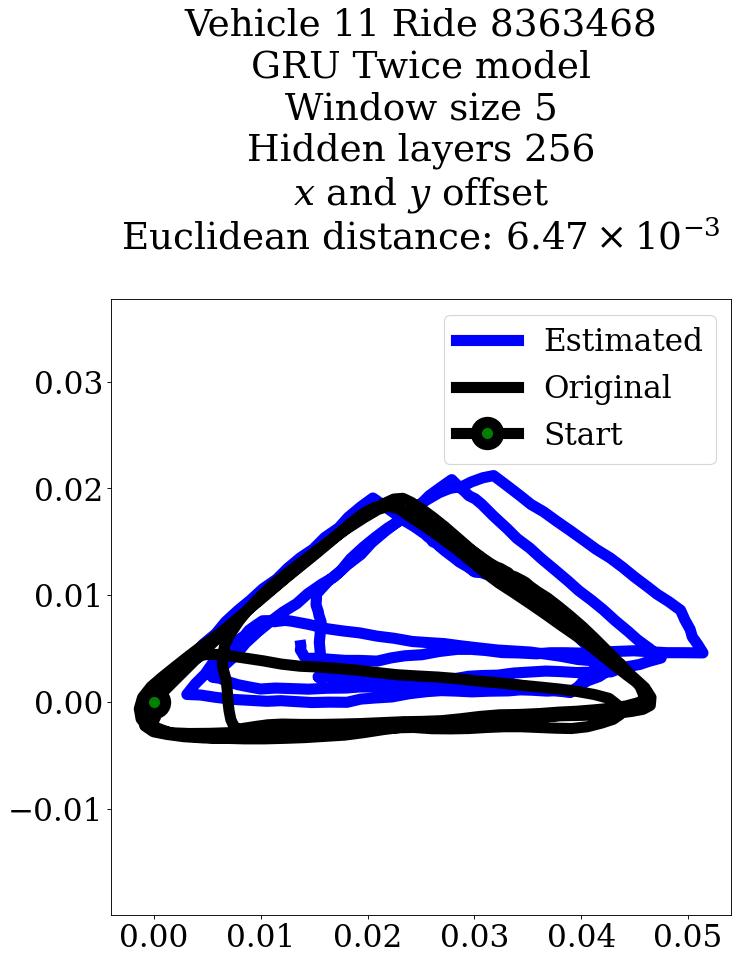 Vehicle 11 Ride 8363468
GRU Twice model
Window size 5
Hidden layers 256
x and y offset
Euclidean distance: 6.47 × 10⁻³
Estimated
Original
Start
0.03
0.02
0.01
0.00
−0.01
0.00 0.01 0.02 0.03 0.04 0.05